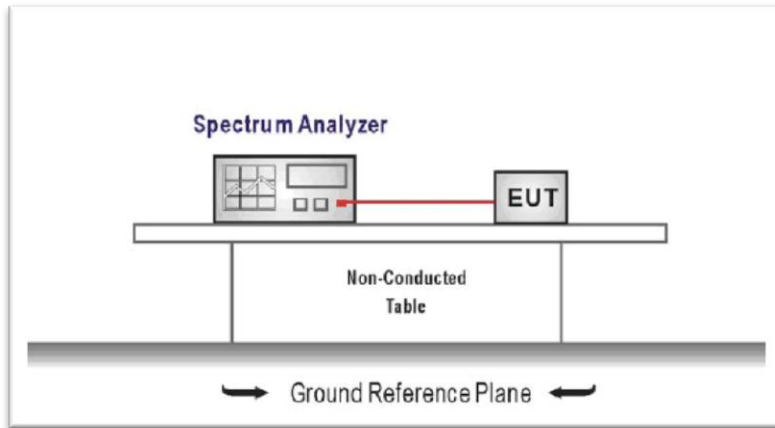 Spectrum Analyzer
EUT
Non-Conducted
Table
Ground Reference Plane